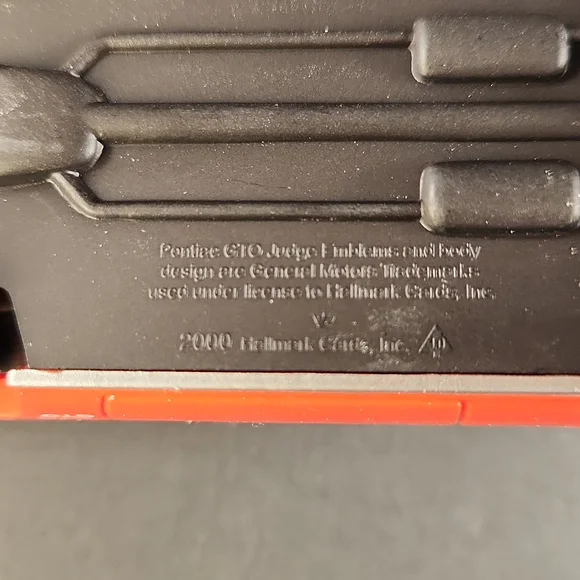 Pontiac GTO Judge Emblems and body
design are General Motors Trademarks
used under license to Hallmark Cards, Inc.
2000 Hallmark Cards, Inc.